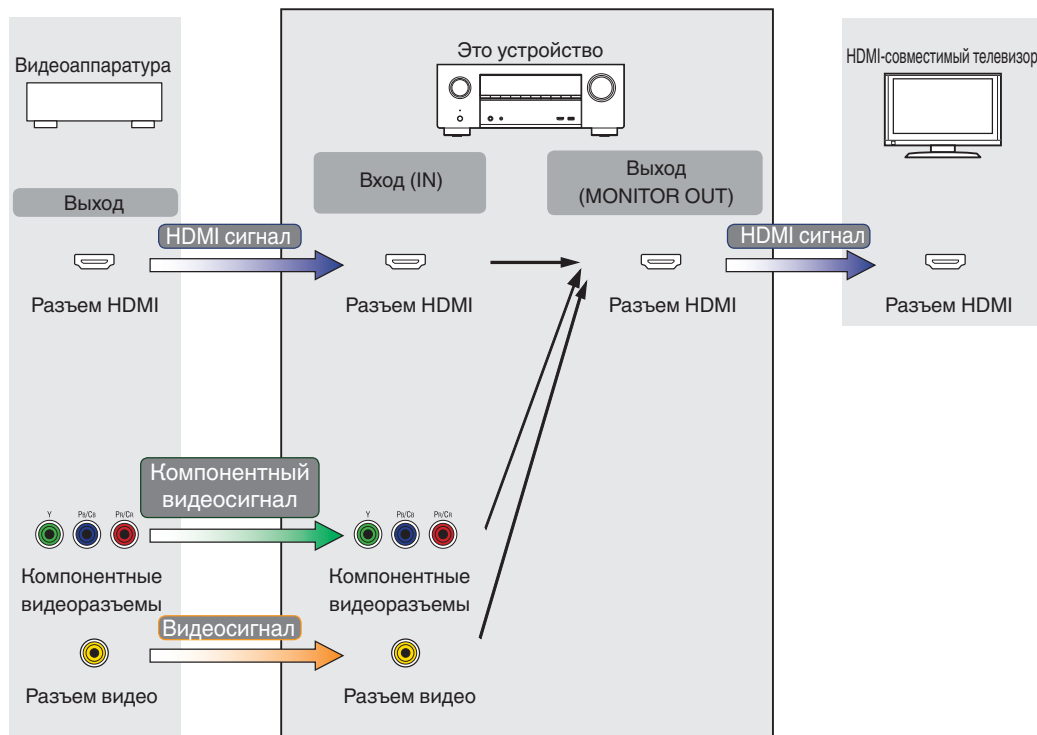 Видеоаппаратура
Это устройство
HDMI-совместимый телевизор
Выход
Вход (IN)
Выход
(MONITOR OUT)
HDMI сигнал
HDMI сигнал
Разъем HDMI
Разъем HDMI
Разъем HDMI
Разъем HDMI
Компонентный
видеосигнал
Y PB/CB PR/CR
Y PB/CB PR/CR
Компонентные
видеоразъемы
Компонентные
видеоразъемы
Видеосигнал
Разъем видео
Разъем видео